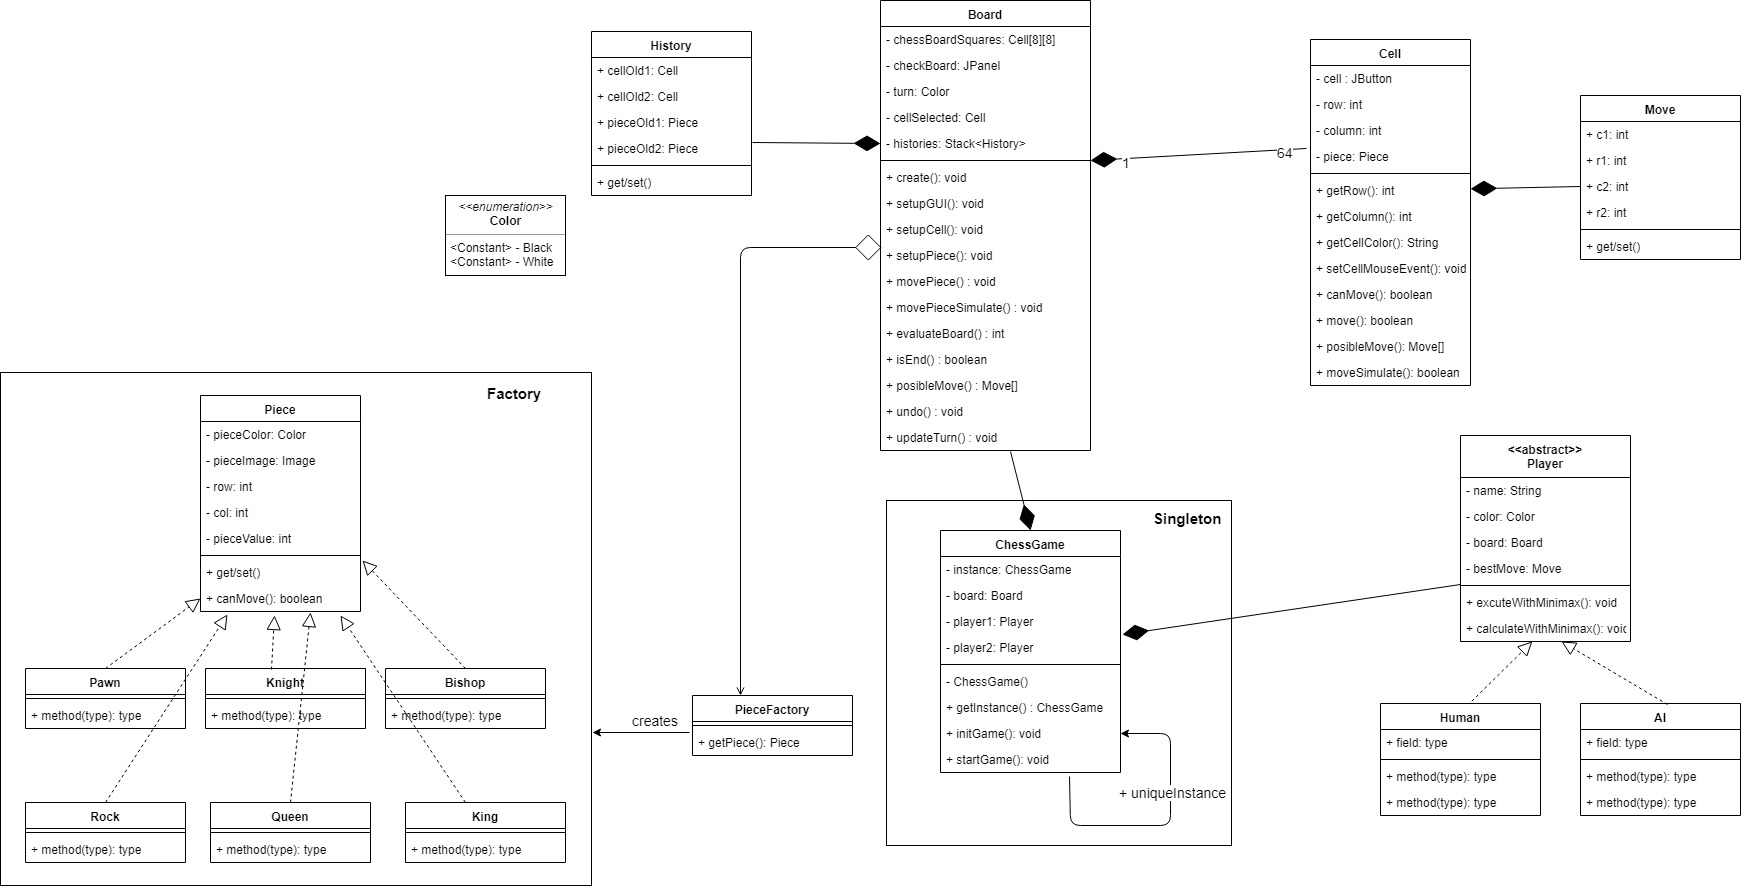 Board
- chessBoardSquares: Cell[8][8]
- checkBoard: JPanel
- turn: Color
- cellSelected: Cell
- histories: Stack<History>
+ create(): void
+ setupGUI(): void
+ setupCell(): void
+ setupPiece(): void
+ movePiece() : void
+ movePieceSimulate() : void
+ evaluateBoard() : int
+ isEnd() : boolean
+ posibleMove() : Move[]
+ undo() : void
+ updateTurn() : void
History
+ cellOld1: Cell
+ cellOld2: Cell
+ pieceOld1: Piece
+ pieceOld2: Piece
+ get/set()
<<enumeration>>
Color
<Constant> - Black
<Constant> - White
1
64
Cell
- cell : JButton
- row: int
- column: int
- piece: Piece
+ getRow(): int
+ getColumn(): int
+ getCellColor(): String
+ setCellMouseEvent(): void
+ canMove(): boolean
+ move(): boolean
+ posibleMove(): Move[]
+ moveSimulate(): boolean
Move
+ c1: int
+ r1: int
+ c2: int
+ r2: int
+ get/set()
Factory
Piece
- pieceColor: Color
- pieceImage: Image
- row: int
- col: int
- pieceValue: int
+ get/set()
+ canMove(): boolean
Pawn
+ method(type): type
Knight
+ method(type): type
Bishop
+ method(type): type
Rock
+ method(type): type
Queen
+ method(type): type
King
+ method(type): type
creates
PieceFactory
+ getPiece(): Piece
Singleton
ChessGame
- instance: ChessGame
- board: Board
- player1: Player
- player2: Player
- ChessGame()
+ getInstance() : ChessGame
+ initGame(): void
+ startGame(): void
+ uniqueInstance
<<abstract>>
Player
- name: String
- color: Color
- board: Board
- bestMove: Move
+ excuteWithMinimax(): void
+ calculateWithMinimax(): voic
Human
+ field: type
+ method(type): type
+ method(type): type
AI
+ field: type
+ method(type): type
+ method(type): type